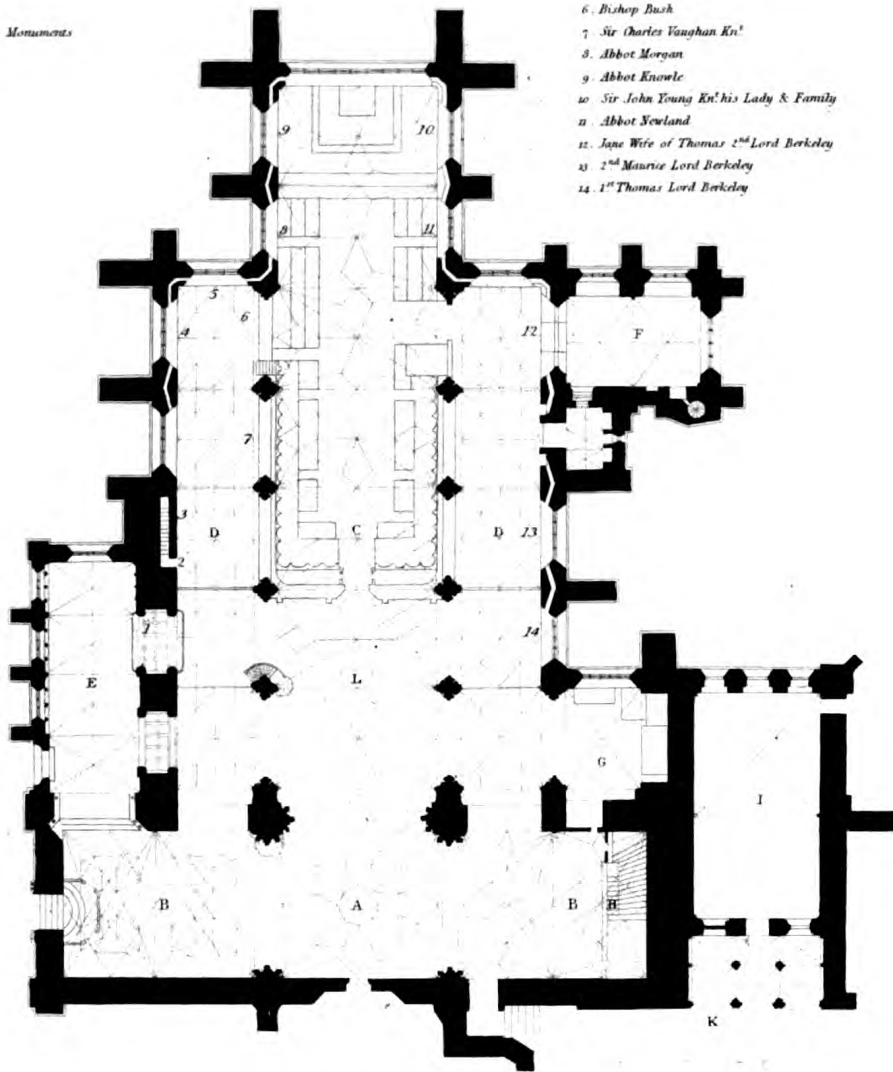 Monuments
6. Bishop Bush
7 Sir Charles Vaughan Knt
8. Abbot Morgan
9. Abbot Knowle
10 Sir John Young Knt his Lady & Family
11 Abbot Newland
12. Jane Wife of Thomas 2nd Lord Berkeley
13 2nd Maurice Lord Berkeley
14. 1st Thomas Lord Berkeley
9
10
8
11
5
4
6
12
F
7
3
D
C
D
13
2
1
14
E
L
G
I
B
A
B
H
K